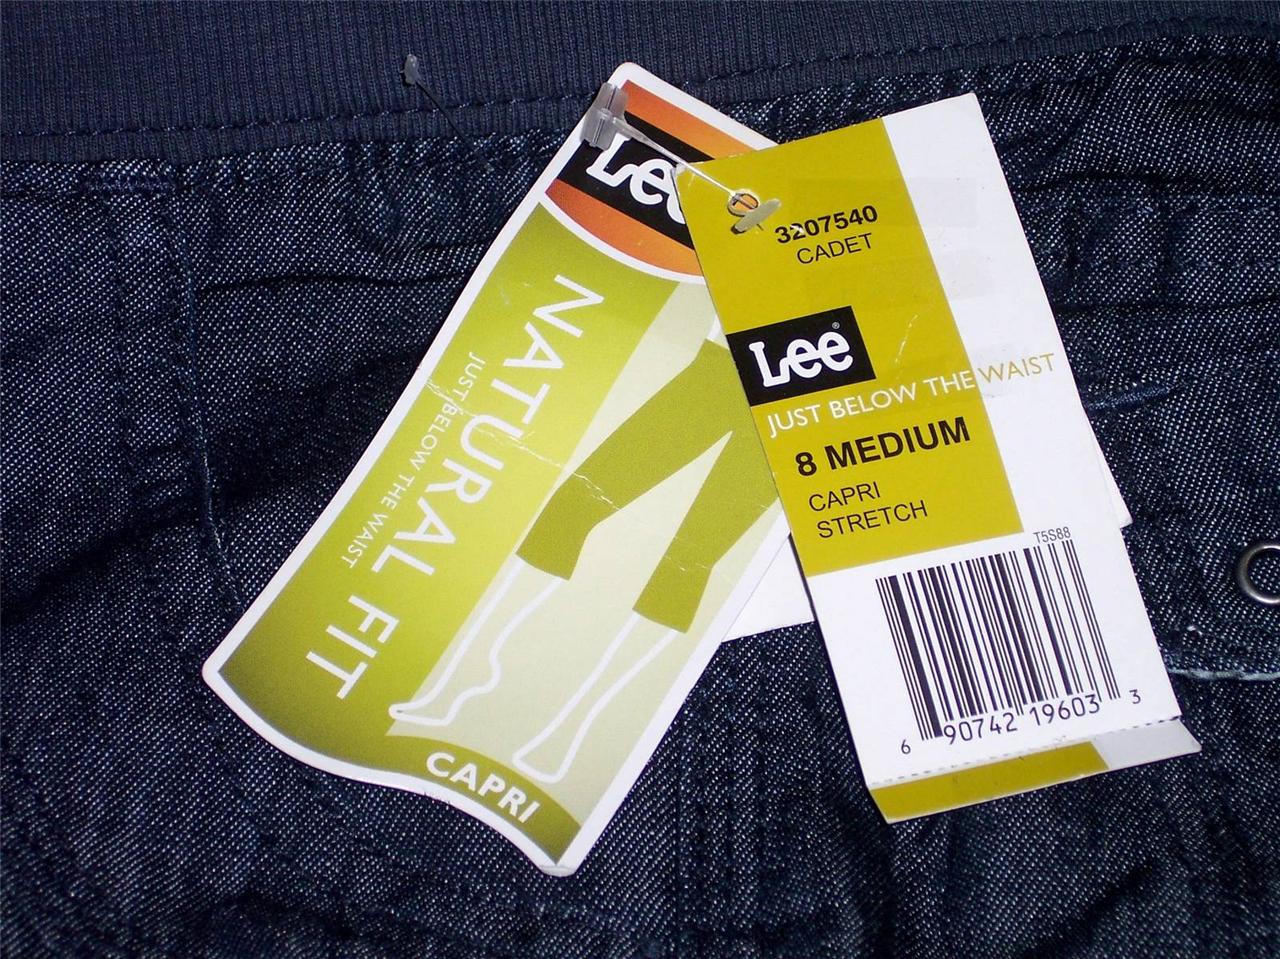 Lee
NATURAL FIT
JUST BELOW THE WAIST
CAPRI
3207540
CADET
Lee®
JUST BELOW THE WAIST
8 MEDIUM
CAPRI
STRETCH
T5S88
6 90742 19603 3